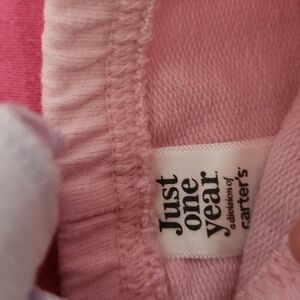 Just
one
year.
a division of
carter's